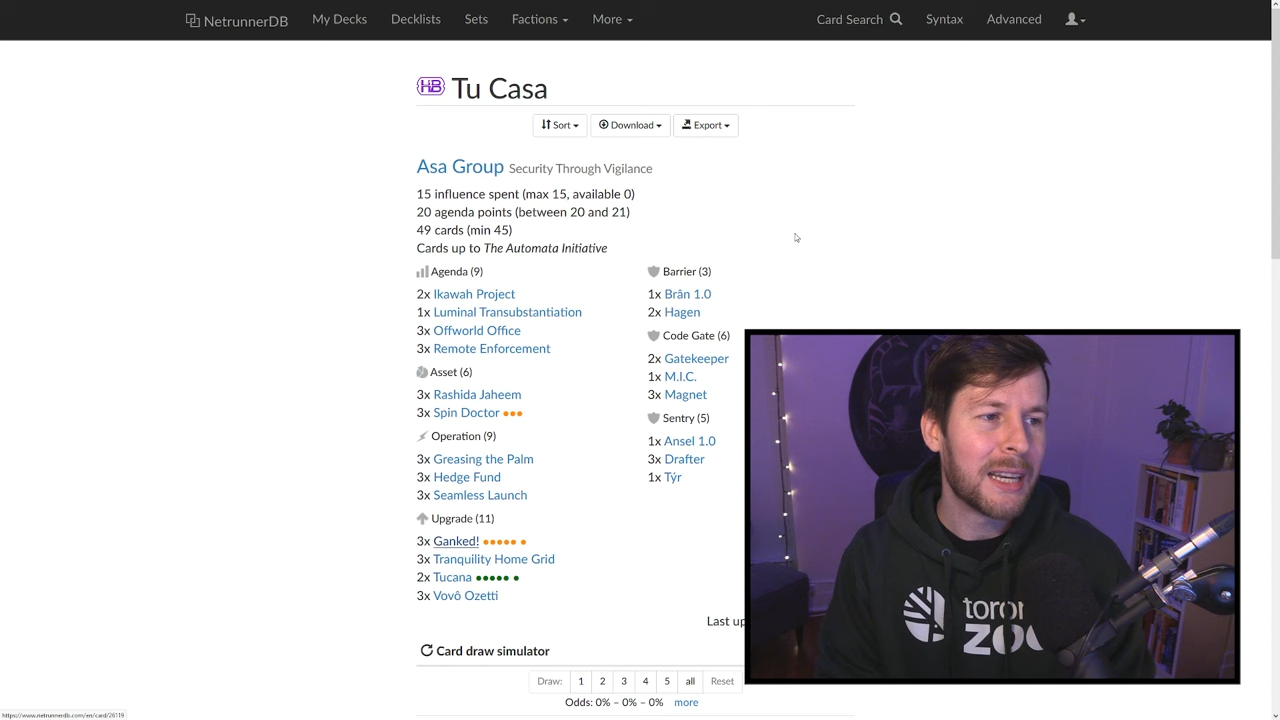 NetrunnerDB My Decks Decklists Sets Factions More Card Search Syntax Advanced
HB Tu Casa
Sort Download Export
Asa Group Security Through Vigilance
15 influence spent (max 15, available 0)
20 agenda points (between 20 and 21)
49 cards (min 45)
Cards up to The Automata Initiative
Agenda (9)
2x Ikawah Project
1x Luminal Transubstantiation
3x Offworld Office
3x Remote Enforcement
Asset (6)
3x Rashida Jaheem
3x Spin Doctor
Operation (9)
3x Greasing the Palm
3x Hedge Fund
3x Seamless Launch
Upgrade (11)
3x Ganked!
3x Tranquility Home Grid
2x Tucana
3x Vovô Ozetti
Barrier (3)
1x Brân 1.0
2x Hagen
Code Gate (6)
2x Gatekeeper
1x M.I.C.
3x Magnet
Sentry (5)
1x Ansel 1.0
3x Drafter
1x Týr
Last up
Card draw simulator
Draw: 1 2 3 4 5 all Reset
Odds: 0% – 0% – 0% more
https://www.netrunnerdb.com/en/card/26119
toron
ZOO